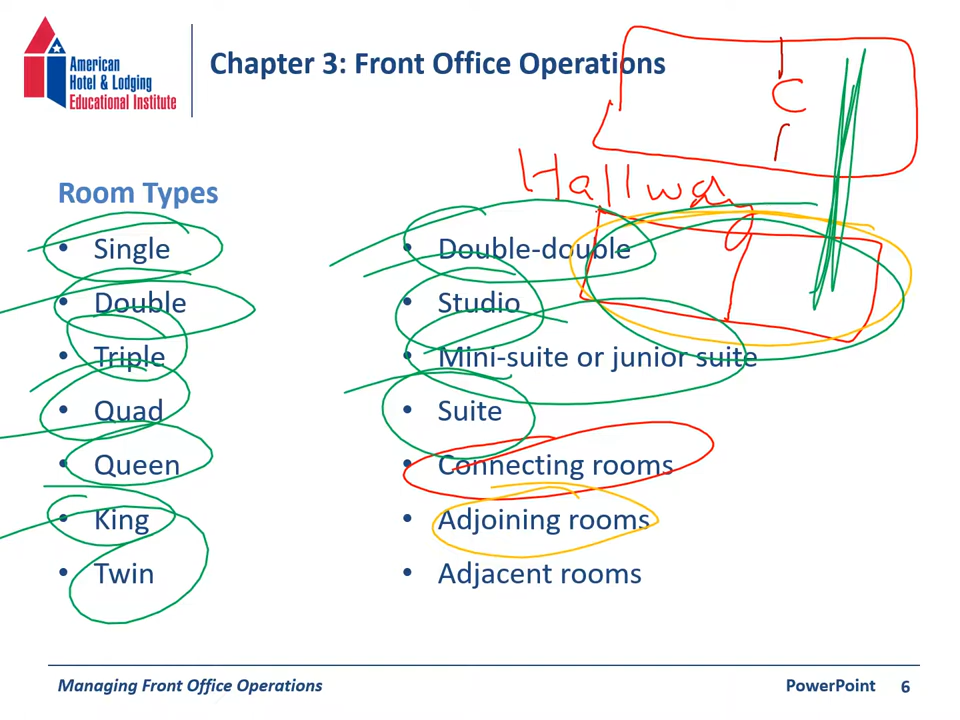 American
Hotel & Lodging
Educational Institute
Chapter 3: Front Office Operations
C
Hallway
Room Types
• Single
• Double
• Triple
• Quad
• Queen
• King
• Twin
• Double-double
• Studio
• Mini-suite or junior suite
• Suite
• Connecting rooms
• Adjoining rooms
• Adjacent rooms
Managing Front Office Operations
PowerPoint 6